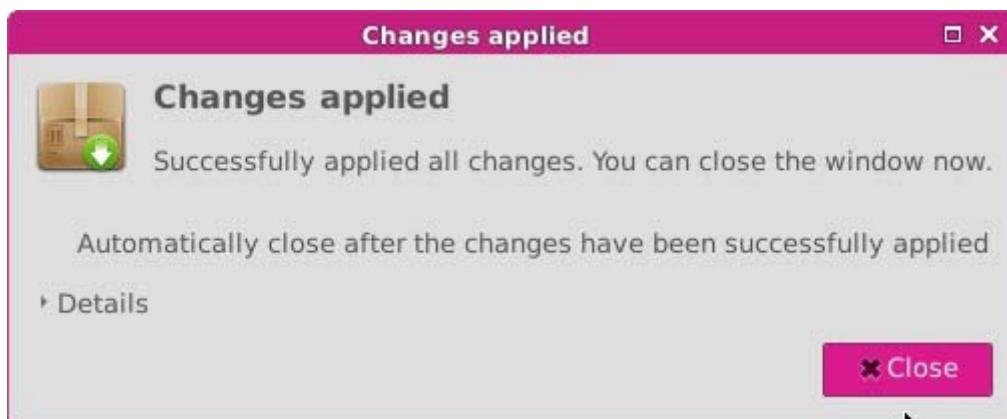 Changes applied
Changes applied
Successfully applied all changes. You can close the window now.
Automatically close after the changes have been successfully applied
Details
Close